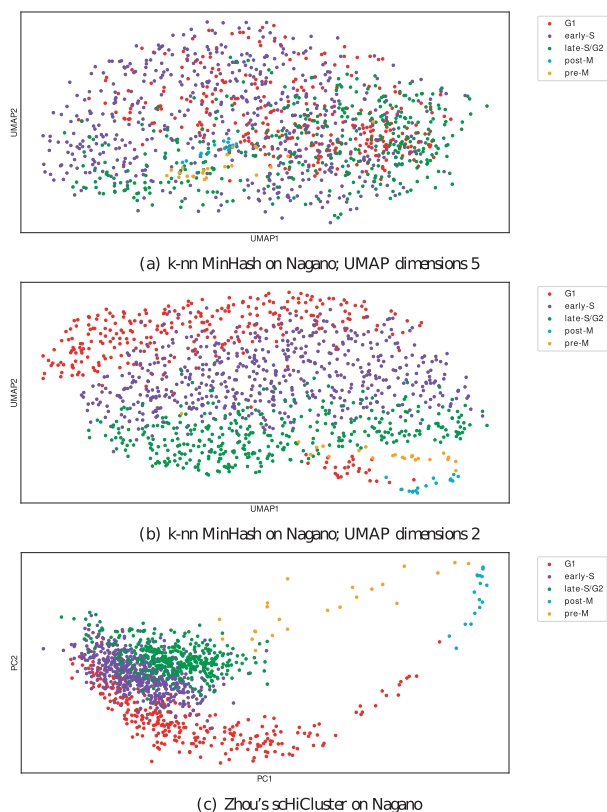 G1
early-S
late-S/G2
post-M
pre-M
UMAP2
UMAP1
(a) k-nn MinHash on Nagano; UMAP dimensions 5
G1
early-S
late-S/G2
post-M
pre-M
UMAP2
UMAP1
(b) k-nn MinHash on Nagano; UMAP dimensions 2
G1
early-S
late-S/G2
post-M
pre-M
PC2
PC1
(c) Zhou's scHiCluster on Nagano